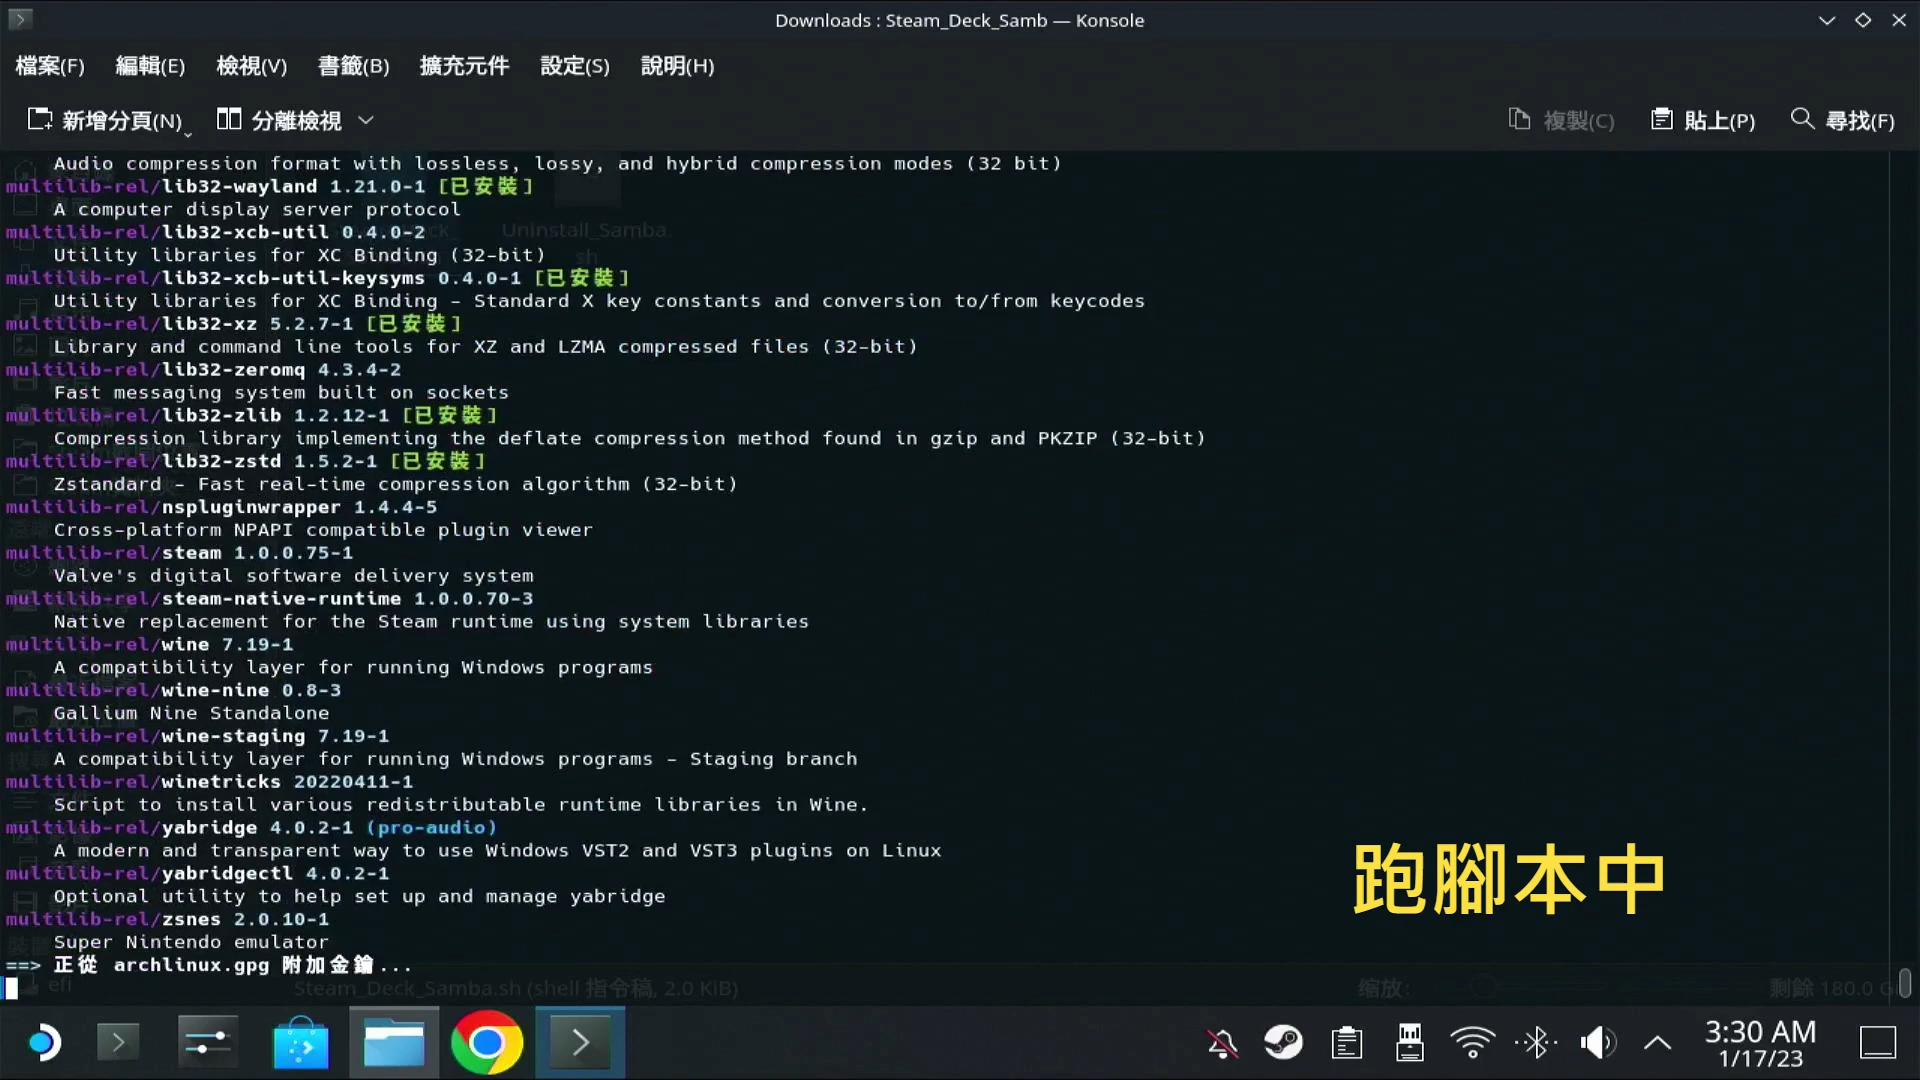 Downloads : Steam_Deck_Samb — Konsole
檔案(F) 編輯(E) 檢視(V) 書籤(B) 擴充元件 設定(S) 說明(H)
新增分頁(N) 分離檢視 複製(C) 貼上(P) 尋找(F)
Audio compression format with lossless, lossy, and hybrid compression modes (32 bit)
multilib-rel/lib32-wayland 1.21.0-1 [已安裝]
A computer display server protocol
multilib-rel/lib32-xcb-util 0.4.0-2
Uninstall_Samba.
Utility libraries for XC Binding (32-bit)
sh
multilib-rel/lib32-xcb-util-keysyms 0.4.0-1 [已安裝]
Utility libraries for XC Binding - Standard X key constants and conversion to/from keycodes
multilib-rel/lib32-xz 5.2.7-1 [已安裝]
Library and command line tools for XZ and LZMA compressed files (32-bit)
multilib-rel/lib32-zeromq 4.3.4-2
Fast messaging system built on sockets
multilib-rel/lib32-zlib 1.2.12-1 [已安裝]
Compression library implementing the deflate compression method found in gzip and PKZIP (32-bit)
multilib-rel/lib32-zstd 1.5.2-1 [已安裝]
Zstandard - Fast real-time compression algorithm (32-bit)
multilib-rel/nspluginwrapper 1.4.4-5
Cross-platform NPAPI compatible plugin viewer
multilib-rel/steam 1.0.0.75-1
Valve's digital software delivery system
multilib-rel/steam-native-runtime 1.0.0.70-3
Native replacement for the Steam runtime using system libraries
multilib-rel/wine 7.19-1
A compatibility layer for running Windows programs
multilib-rel/wine-nine 0.8-3
Gallium Nine Standalone
multilib-rel/wine-staging 7.19-1
A compatibility layer for running Windows programs - Staging branch
multilib-rel/winetricks 20220411-1
Script to install various redistributable runtime libraries in Wine.
multilib-rel/yabridge 4.0.2-1 (pro-audio)
A modern and transparent way to use Windows VST2 and VST3 plugins on Linux
multilib-rel/yabridgectl 4.0.2-1
Optional utility to help set up and manage yabridge
multilib-rel/zsnes 2.0.10-1
Super Nintendo emulator
==> 正從 archlinux.gpg 附加金鑰...
跑腳本中
efi Steam_Deck_Samba.sh (shell 指令稿, 2.0 KiB) 縮放: 剩餘 180.0
3:30 AM
1/17/23